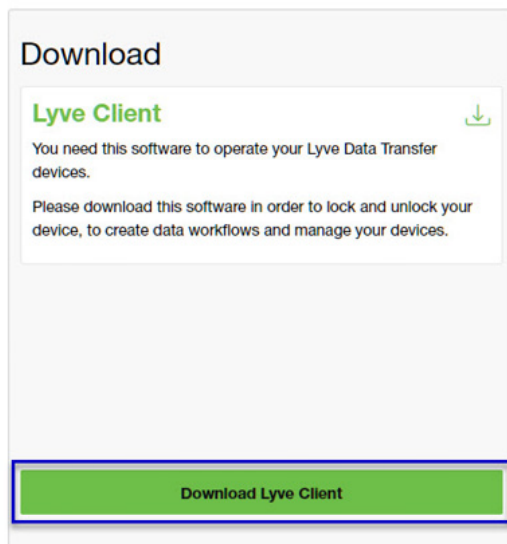 Download
Lyve Client
You need this software to operate your Lyve Data Transfer
devices.
Please download this software in order to lock and unlock your
device, to create data workflows and manage your devices.
Download Lyve Client